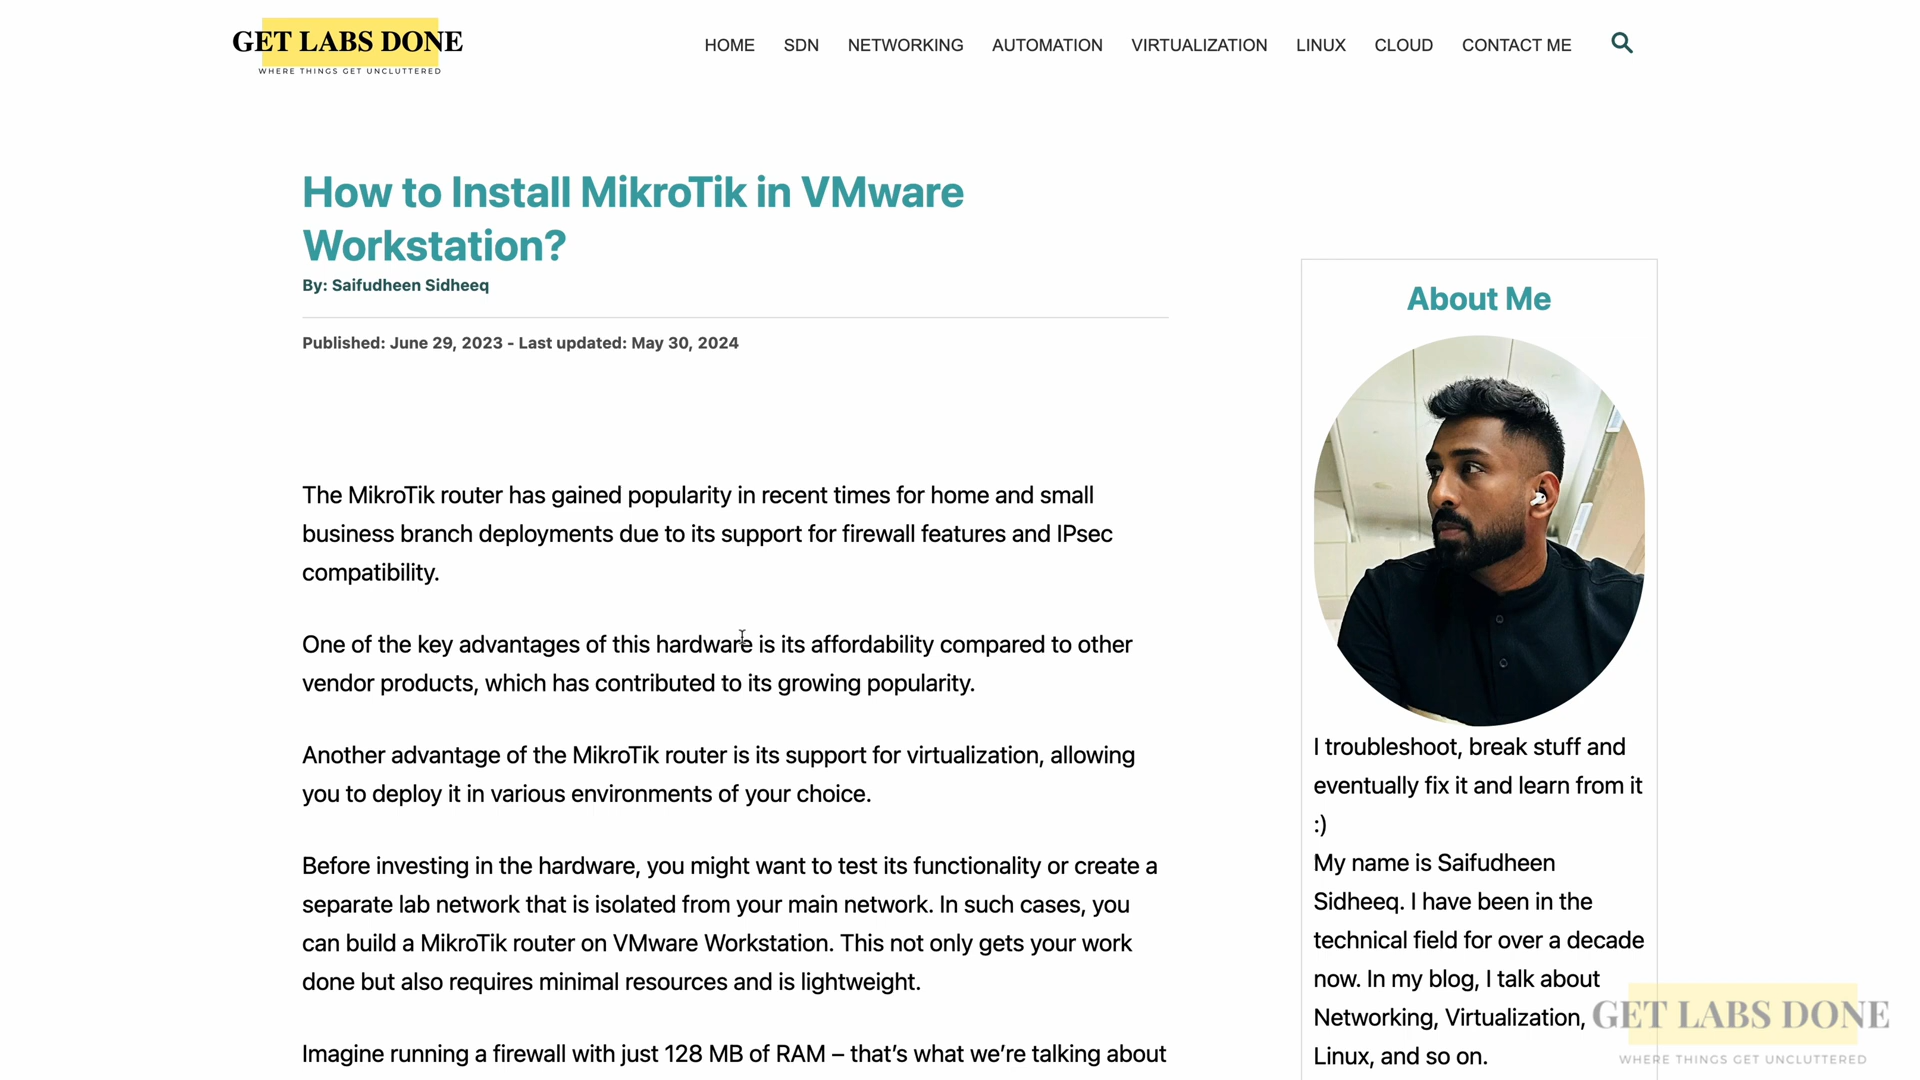 GET LABS DONE
WHERE THINGS GET UNCLUTTERED
HOME SDN NETWORKING AUTOMATION VIRTUALIZATION LINUX CLOUD CONTACT ME
How to Install MikroTik in VMware
Workstation?
By: Saifudheen Sidheeq
Published: June 29, 2023 - Last updated: May 30, 2024
The MikroTik router has gained popularity in recent times for home and small
business branch deployments due to its support for firewall features and IPsec
compatibility.
One of the key advantages of this hardware is its affordability compared to other
vendor products, which has contributed to its growing popularity.
Another advantage of the MikroTik router is its support for virtualization, allowing
you to deploy it in various environments of your choice.
Before investing in the hardware, you might want to test its functionality or create a
separate lab network that is isolated from your main network. In such cases, you
can build a MikroTik router on VMware Workstation. This not only gets your work
done but also requires minimal resources and is lightweight.
Imagine running a firewall with just 128 MB of RAM – that’s what we’re talking about
About Me
I troubleshoot, break stuff and
eventually fix it and learn from it
:)
My name is Saifudheen
Sidheeq. I have been in the
technical field for over a decade
now. In my blog, I talk about
Networking, Virtualization,
Linux, and so on.
GET LABS DONE
WHERE THINGS GET UNCLUTTERED